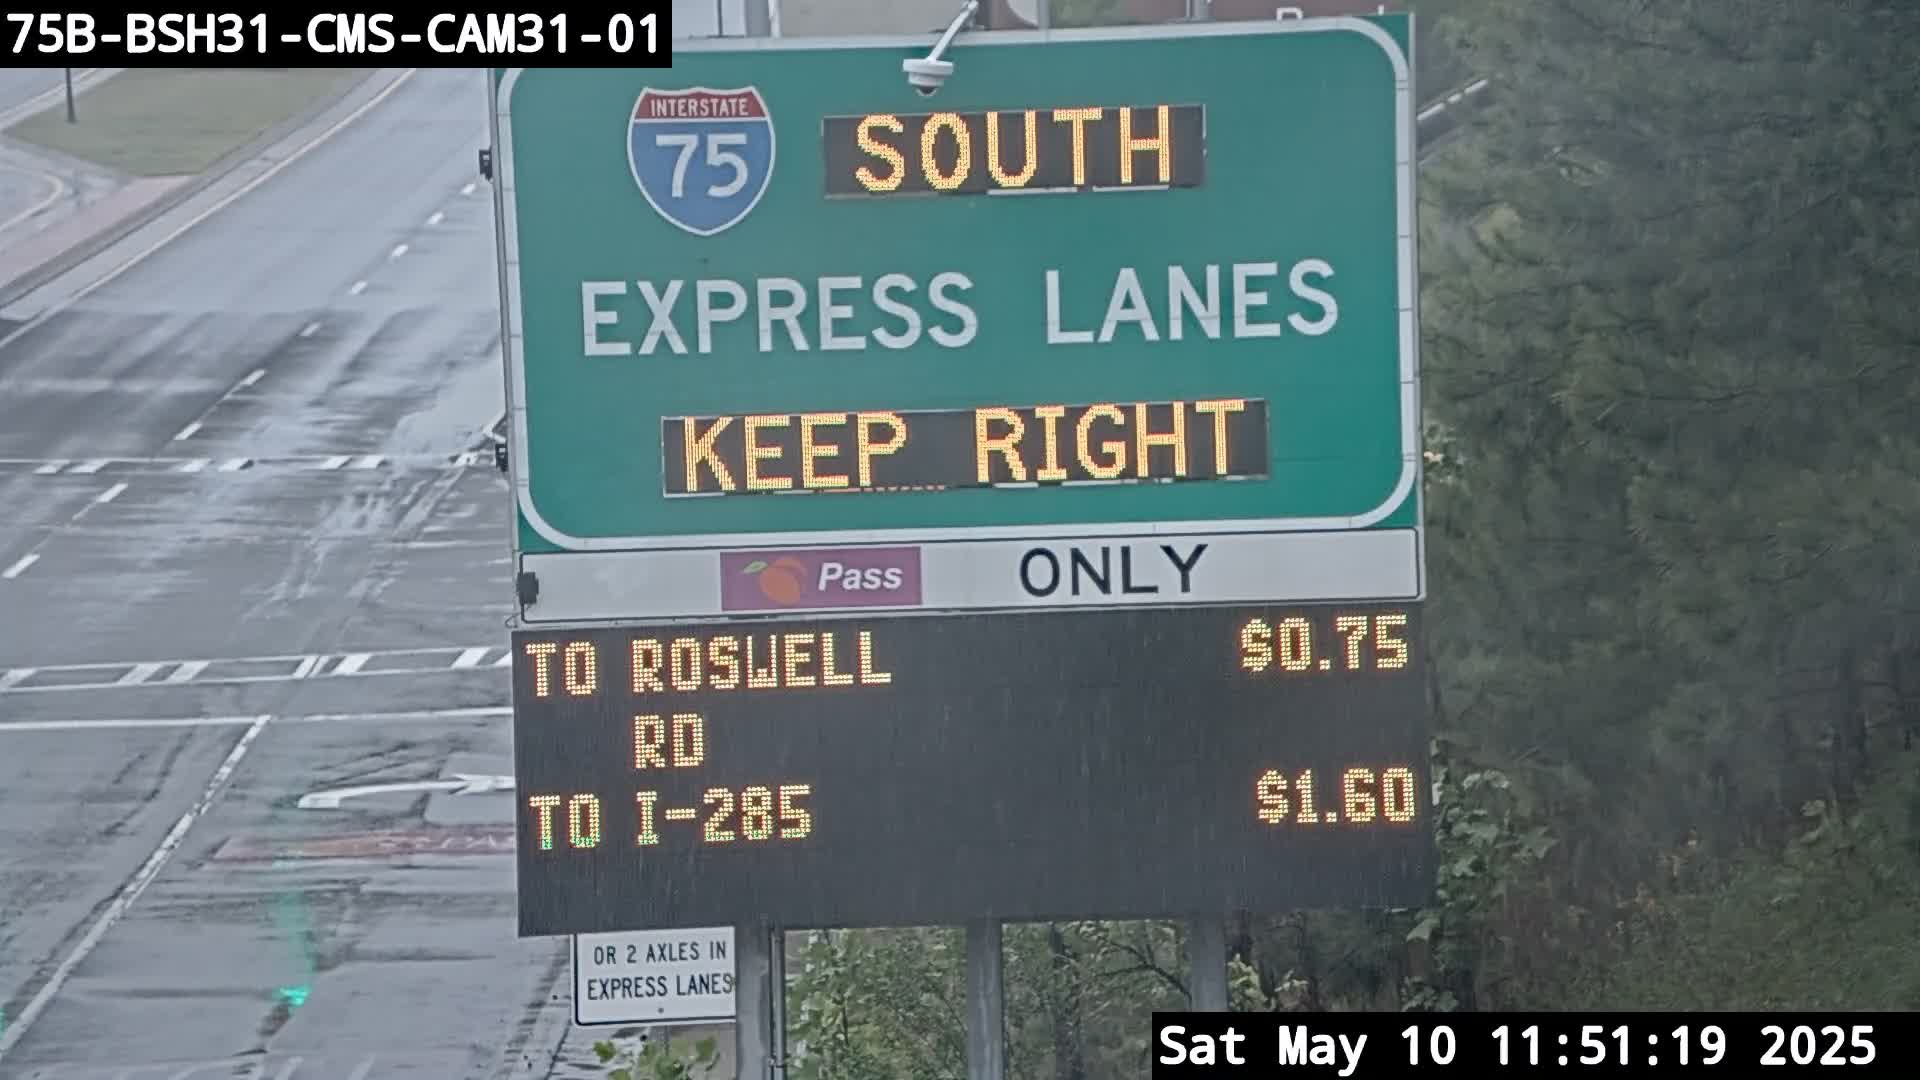 75B-BSH31-CMS-CAM31-01
INTERSTATE
75
SOUTH
EXPRESS LANES
KEEP RIGHT
Pass
ONLY
TO ROSWELL $0.75
RD
TO I-285 $1.60
OR 2 AXLES IN
EXPRESS LANES
Sat May 10 11:51:19 2025